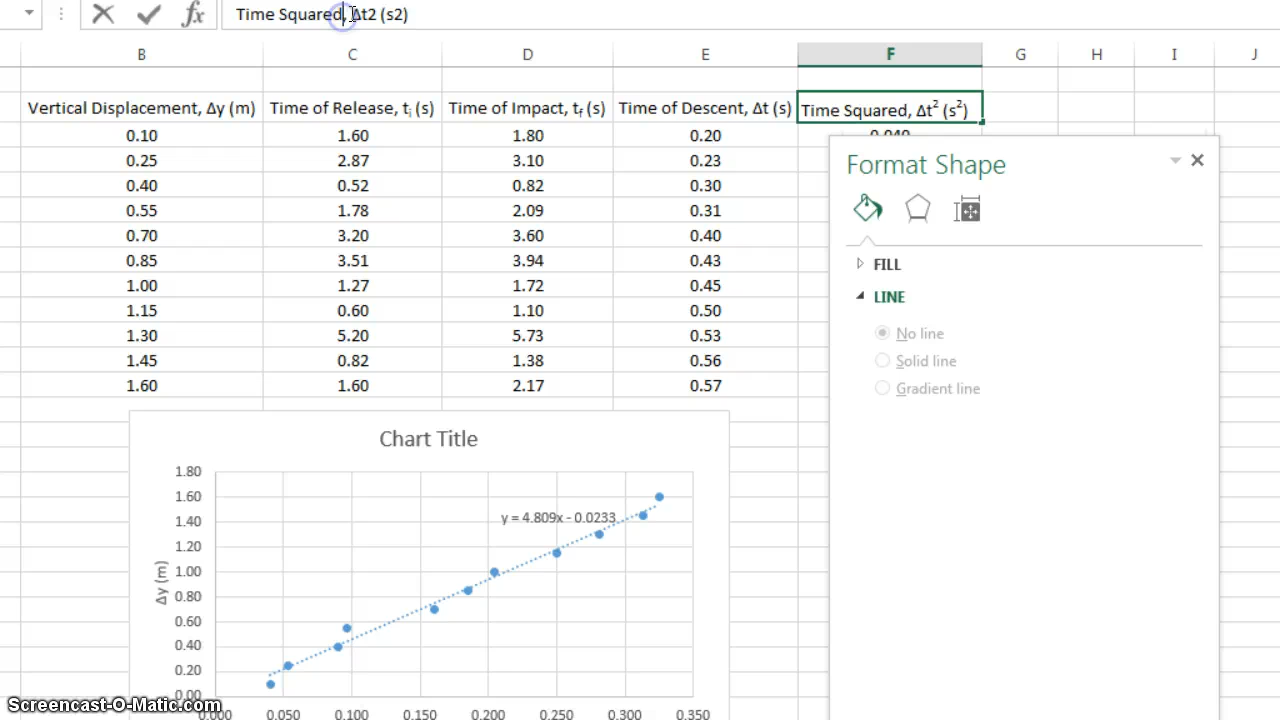 Time Squared, Δt2 (s2)
B C D E F G H I J
Vertical Displacement, Δy (m) Time of Release, tᵢ (s) Time of Impact, t_f (s) Time of Descent, Δt (s) Time Squared, Δt² (s²)
0.10 1.60 1.80 0.20 0.040
0.25 2.87 3.10 0.23
0.40 0.52 0.82 0.30
0.55 1.78 2.09 0.31
0.70 3.20 3.60 0.40
0.85 3.51 3.94 0.43
1.00 1.27 1.72 0.45
1.15 0.60 1.10 0.50
1.30 5.20 5.73 0.53
1.45 0.82 1.38 0.56
1.60 1.60 2.17 0.57
Format Shape
FILL
LINE
No line
Solid line
Gradient line
Chart Title
1.80
1.60
1.40
1.20
1.00
0.80
0.60
0.40
0.20
0.00
Δy (m)
y = 4.809x - 0.0233
0.000 0.050 0.100 0.150 0.200 0.250 0.300 0.350
Screencast-O-Matic.com